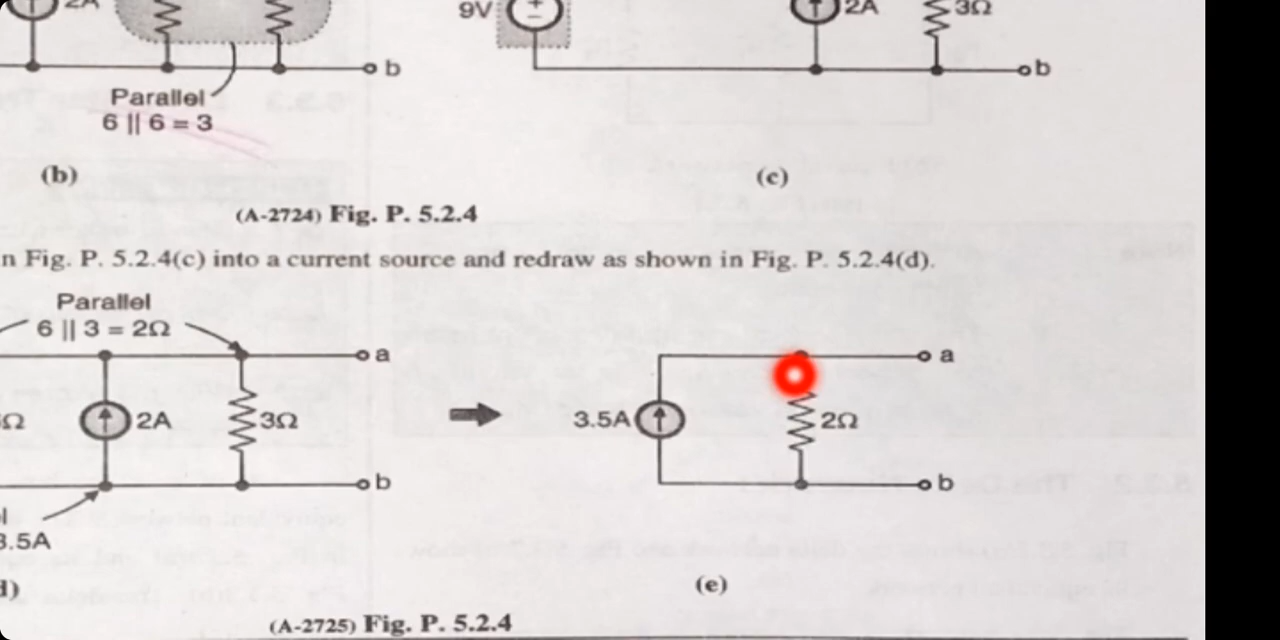 2A
9V
+
−
2A
3Ω
b
b
Parallel
6 || 6 = 3
(b)
(c)
(A-2724) Fig. P. 5.2.4
n Fig. P. 5.2.4(c) into a current source and redraw as shown in Fig. P. 5.2.4(d).
Parallel
6 || 3 = 2Ω
a
a
Ω
2A
3Ω
3.5A
2Ω
b
b
3.5A
(e)
(A-2725) Fig. P. 5.2.4